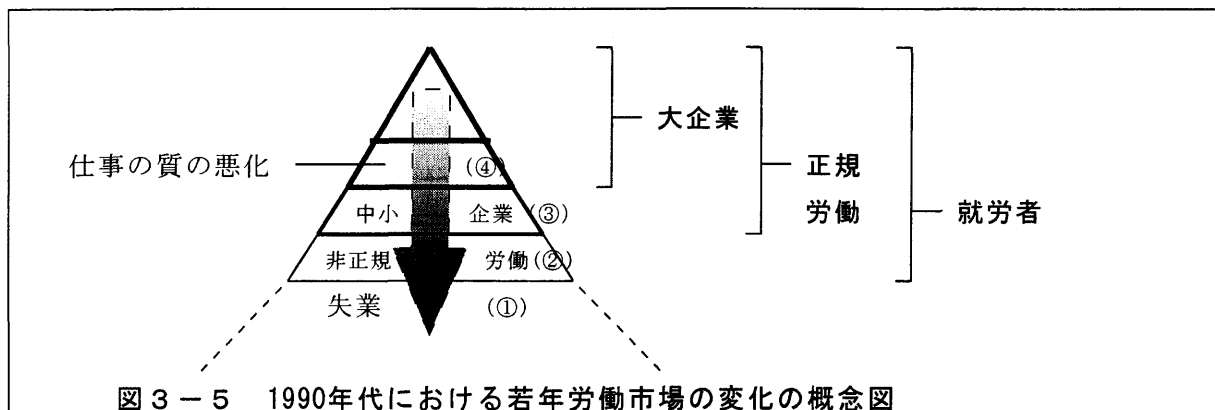 大企業
仕事の質の悪化 (④) 正規
中小 企業 (③) 労働 就労者
非正規 労働 (②)
失業 (①)
図3-5 1990年代における若年労働市場の変化の概念図